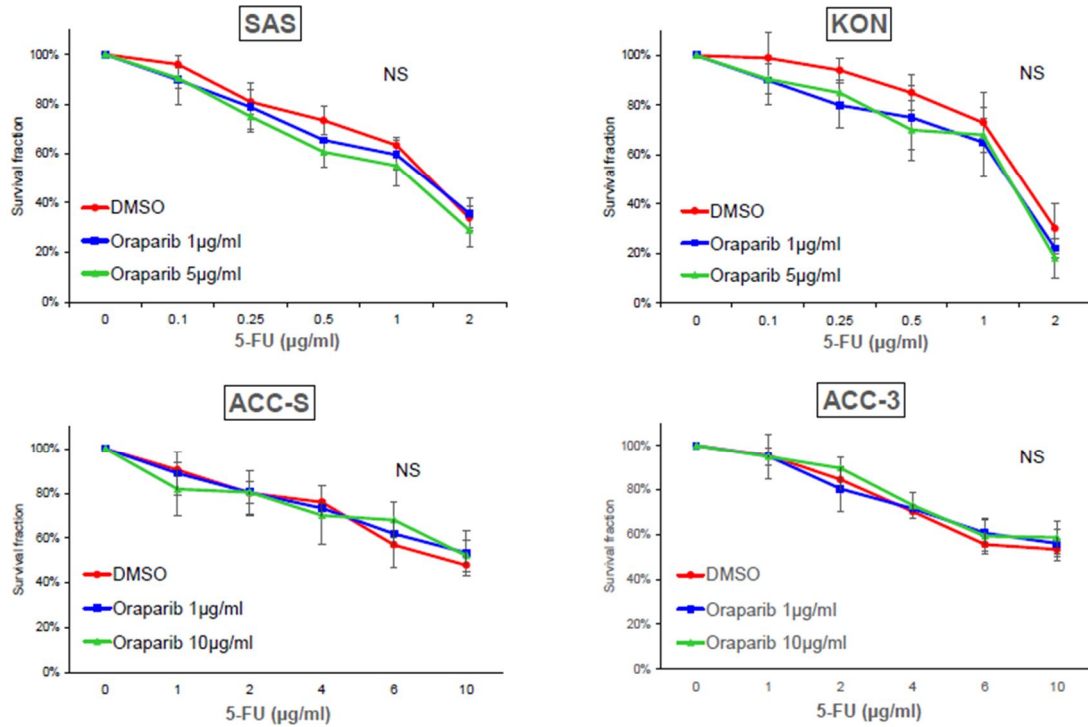 SAS
100%
80%
60%
40%
20%
0%
Survival fraction
NS
DMSO
Oraparib 1µg/ml
Oraparib 5µg/ml
0 0.1 0.25 0.5 1 2
5-FU (µg/ml)
KON
100%
80%
60%
40%
20%
0%
Survival fraction
NS
DMSO
Oraparib 1µg/ml
Oraparib 5µg/ml
0 0.1 0.25 0.5 1 2
5-FU (µg/ml)
ACC-S
100%
80%
60%
40%
20%
0%
Survival fraction
NS
DMSO
Oraparib 1µg/ml
Oraparib 10µg/ml
0 1 2 4 6 10
5-FU (µg/ml)
ACC-3
100%
80%
60%
40%
20%
0%
Survival fraction
NS
DMSO
Oraparib 1µg/ml
Oraparib 10µg/ml
0 1 2 4 6 10
5-FU (µg/ml)